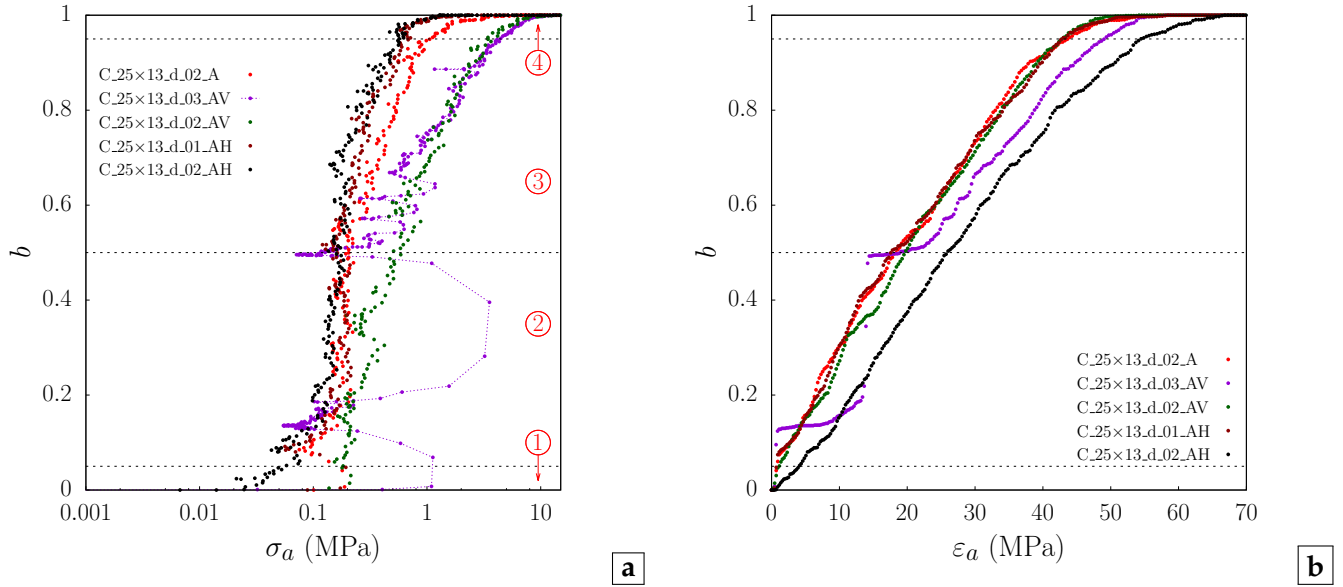 1
0.8
0.6
0.4
0.2
0
b
0.001
0.01
0.1
1
10
σa (MPa)
C_25×13_d_02_A
C_25×13_d_03_AV
C_25×13_d_02_AV
C_25×13_d_01_AH
C_25×13_d_02_AH
4
3
2
1
a
1
0.8
0.6
0.4
0.2
0
b
0
10
20
30
40
50
60
70
εa (MPa)
C_25×13_d_02_A
C_25×13_d_03_AV
C_25×13_d_02_AV
C_25×13_d_01_AH
C_25×13_d_02_AH
b